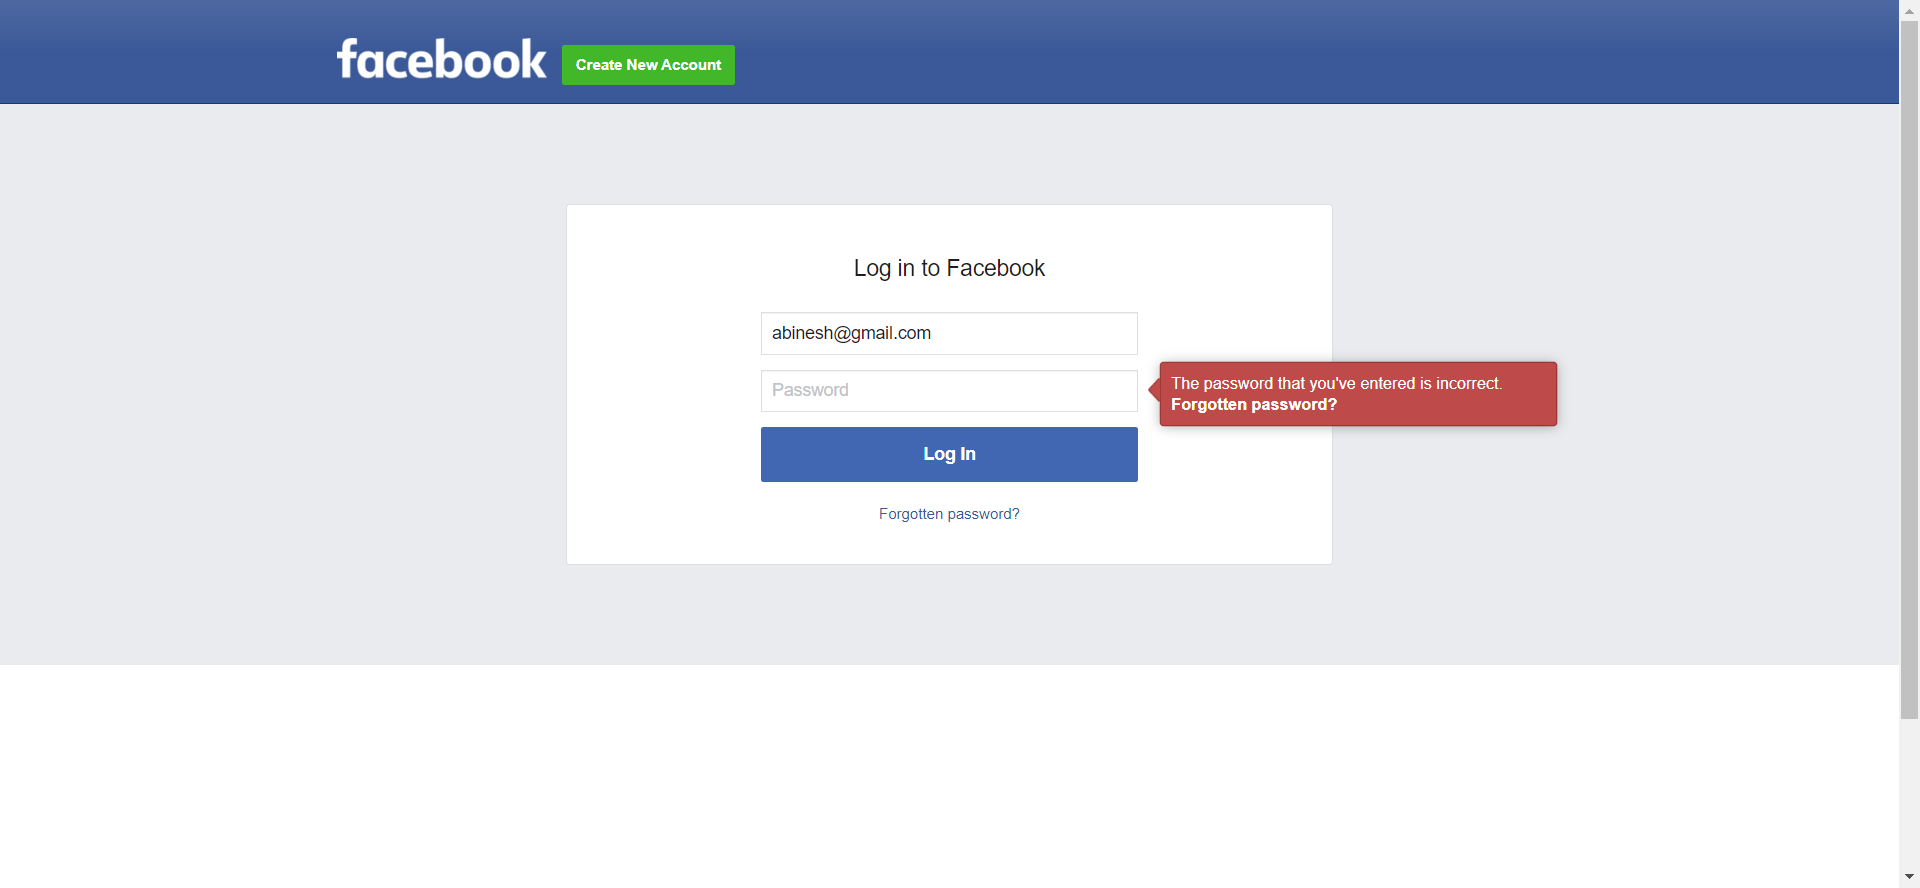 facebook
Create New Account
Log in to Facebook
abinesh@gmail.com
Password
The password that you've entered is incorrect.
Forgotten password?
Log In
Forgotten password?